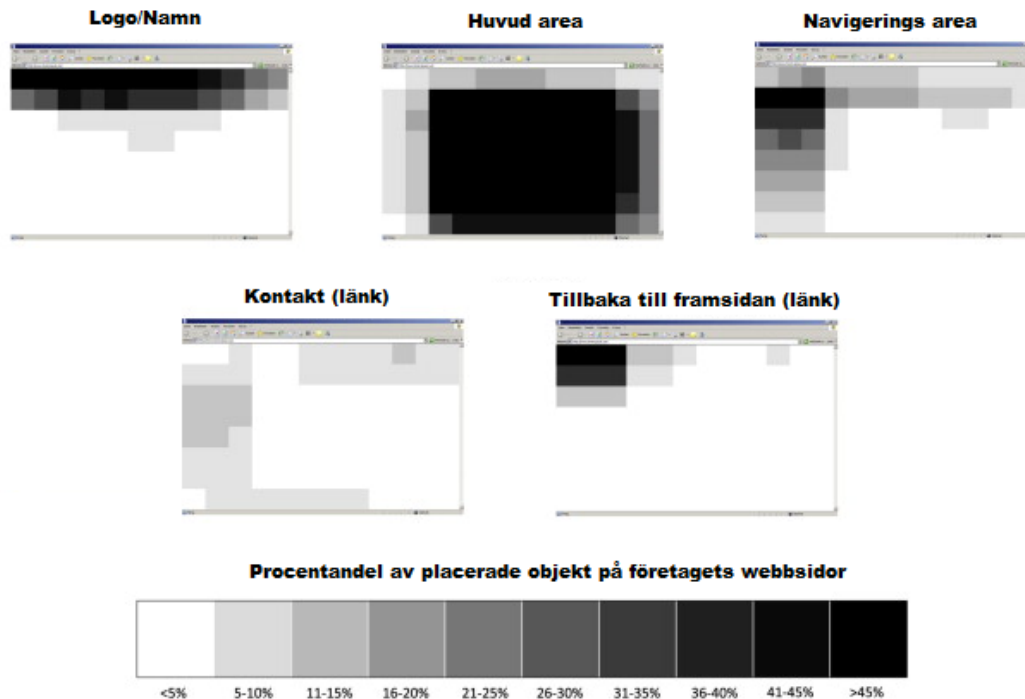 Logo/Namn
Huvud area
Navigerings area
Kontakt (länk)
Tillbaka till framsidan (länk)
Procentandel av placerade objekt på företagets webbsidor
<5% 5-10% 11-15% 16-20% 21-25% 26-30% 31-35% 36-40% 41-45% >45%